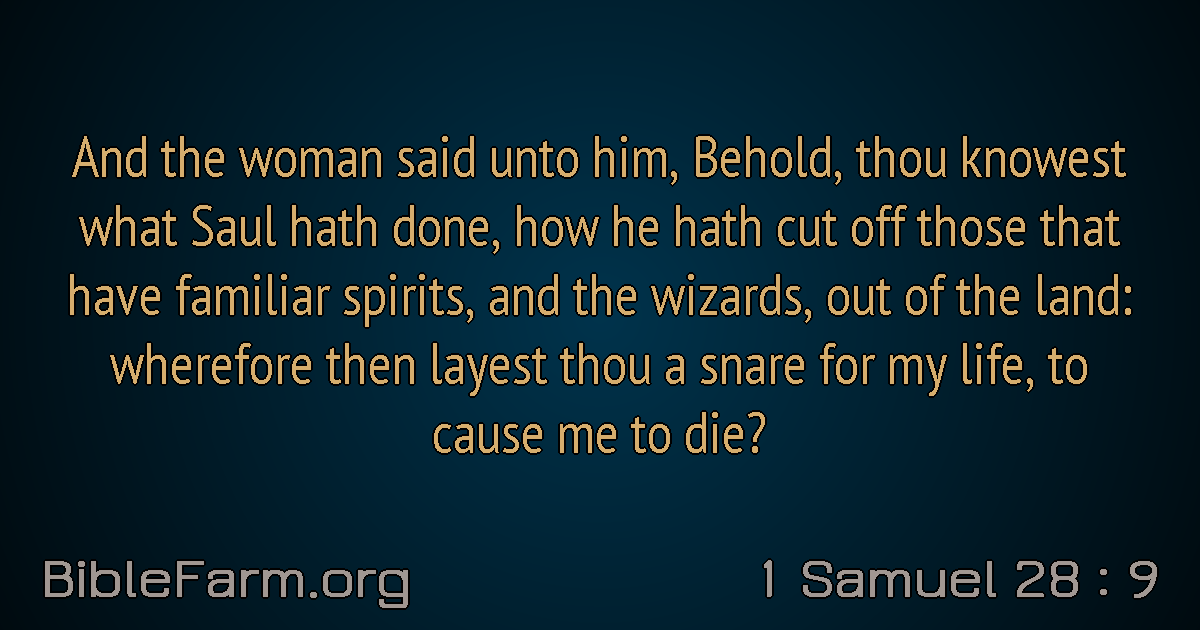 And the woman said unto him, Behold, thou knowest
what Saul hath done, how he hath cut off those that
have familiar spirits, and the wizards, out of the land:
wherefore then layest thou a snare for my life, to
cause me to die?
BibleFarm.org
1 Samuel 28 : 9